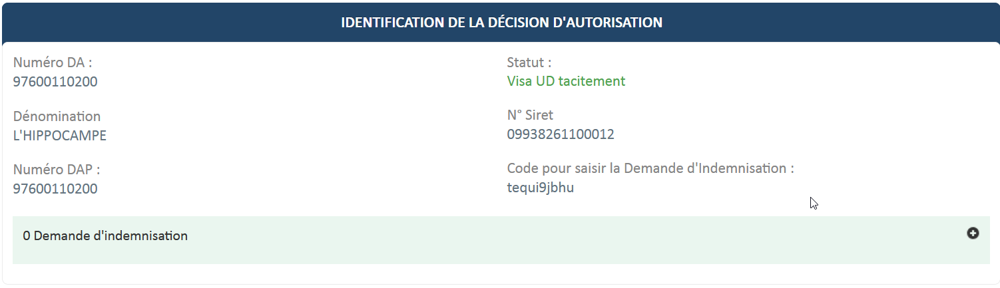 IDENTIFICATION DE LA DÉCISION D'AUTORISATION
Numéro DA :
97600110200
Statut :
Visa UD tacitement
Dénomination
L'HIPPOCAMPE
N° Siret
09938261100012
Numéro DAP :
97600110200
Code pour saisir la Demande d'Indemnisation :
tequi9jbhu
0 Demande d'indemnisation